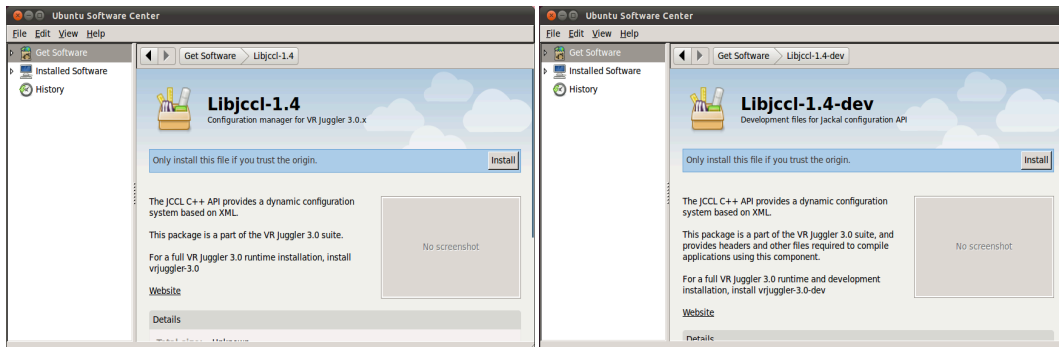 Ubuntu Software Center
File Edit View Help
Get Software
Installed Software
History
Get Software Libjccl-1.4
Libjccl-1.4
Configuration manager for VR Juggler 3.0.x
Only install this file if you trust the origin. Install
The JCCL C++ API provides a dynamic configuration
system based on XML.
This package is a part of the VR Juggler 3.0 suite.
For a full VR Juggler 3.0 runtime installation, install
vrjuggler-3.0
No screenshot
Website
Details
Ubuntu Software Center
File Edit View Help
Get Software
Installed Software
History
Get Software Libjccl-1.4-dev
Libjccl-1.4-dev
Development files for Jackal configuration API
Only install this file if you trust the origin. Install
The JCCL C++ API provides a dynamic configuration
system based on XML.
This package is a part of the VR Juggler 3.0 suite, and
provides headers and other files required to compile
applications using this component.
For a full VR Juggler 3.0 runtime and development
installation, install vrjuggler-3.0-dev
No screenshot
Website
Details